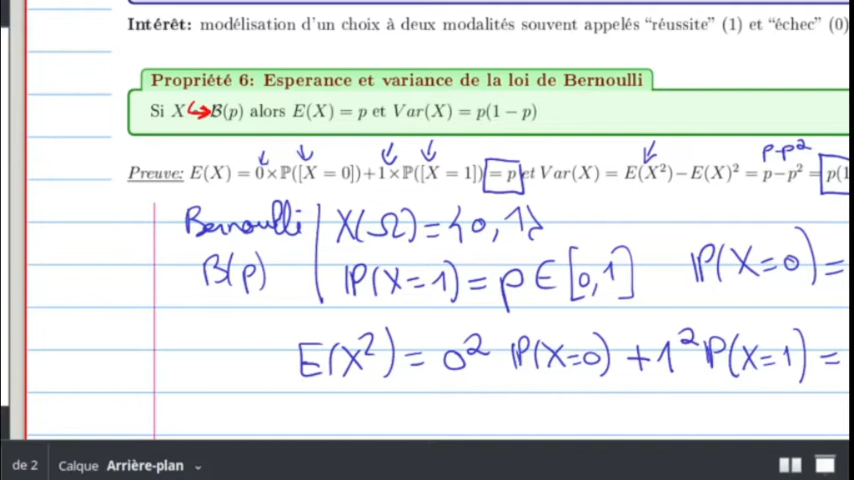 Intérêt: modélisation d'un choix à deux modalités souvent appelés “réussite” (1) et “échec” (0)
Propriété 6: Esperance et variance de la loi de Bernoulli
Si X ↪ B(p) alors E(X) = p et Var(X) = p(1 − p)
p-p²
Preuve: E(X) = 0 × ℙ([X = 0]) + 1 × ℙ([X = 1]) = p et Var(X) = E(X²) − E(X)² = p − p² = p(1
Bernoulli X(Ω) = {0, 1}
B(p) ℙ(X=1) = p ∈ [0,1] ℙ(X=0) =
E(X²) = 0² ℙ(X=0) + 1² ℙ(X=1) =
de 2 Calque Arrière-plan